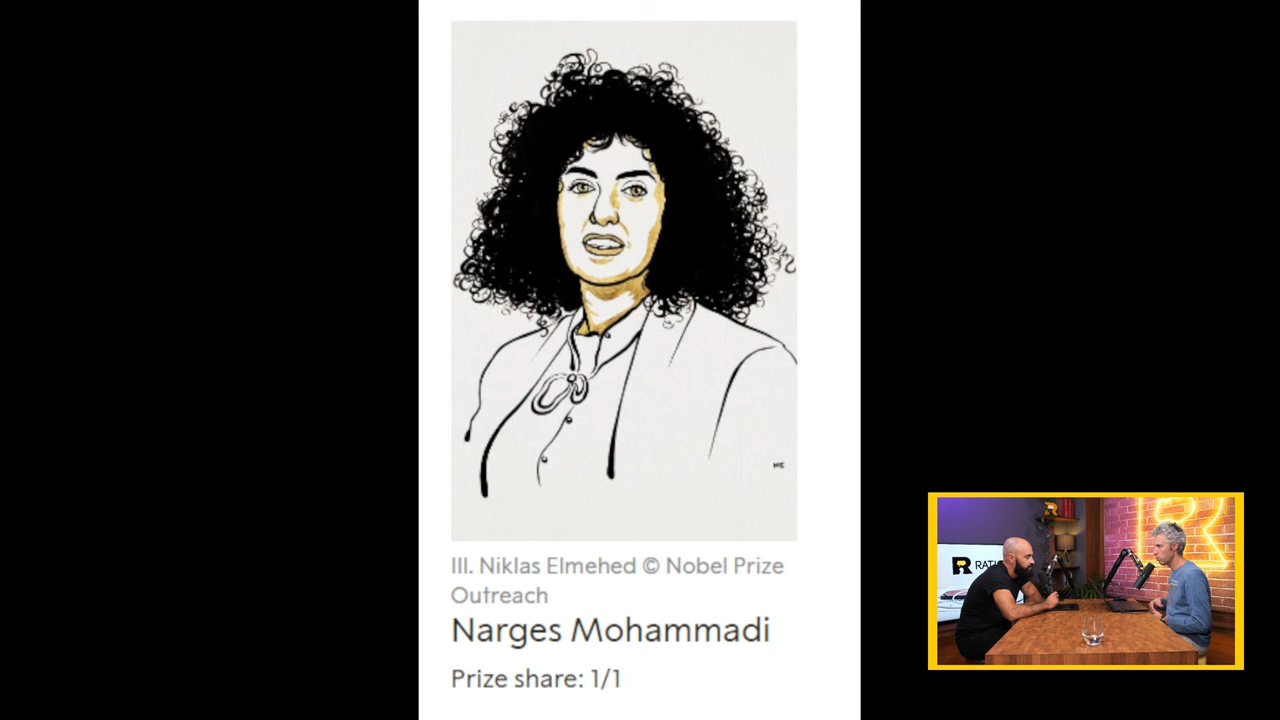 Ill. Niklas Elmehed © Nobel Prize
Outreach
Narges Mohammadi
Prize share: 1/1